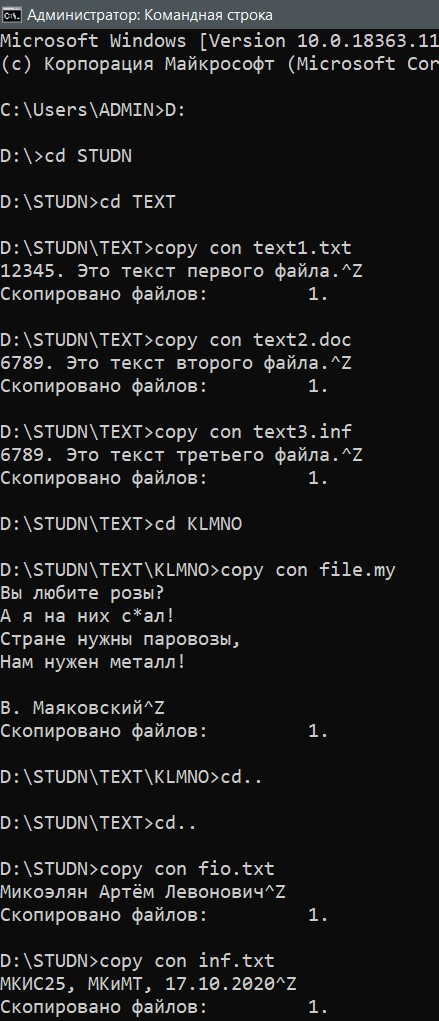 Администратор: Командная строка
Microsoft Windows [Version 10.0.18363.11
(c) Корпорация Майкрософт (Microsoft Cor
C:\Users\ADMIN>D:
D:\>cd STUDN
D:\STUDN>cd TEXT
D:\STUDN\TEXT>copy con text1.txt
12345. Это текст первого файла.^Z
Скопировано файлов:         1.
D:\STUDN\TEXT>copy con text2.doc
6789. Это текст второго файла.^Z
Скопировано файлов:         1.
D:\STUDN\TEXT>copy con text3.inf
6789. Это текст третьего файла.^Z
Скопировано файлов:         1.
D:\STUDN\TEXT>cd KLMNO
D:\STUDN\TEXT\KLMNO>copy con file.my
Вы любите розы?
А я на них с*ал!
Стране нужны паровозы,
Нам нужен металл!
В. Маяковский^Z
Скопировано файлов:         1.
D:\STUDN\TEXT\KLMNO>cd..
D:\STUDN\TEXT>cd..
D:\STUDN>copy con fio.txt
Микоэлян Артём Левонович^Z
Скопировано файлов:         1.
D:\STUDN>copy con inf.txt
МКИС25, МКиМТ, 17.10.2020^Z
Скопировано файлов:         1.